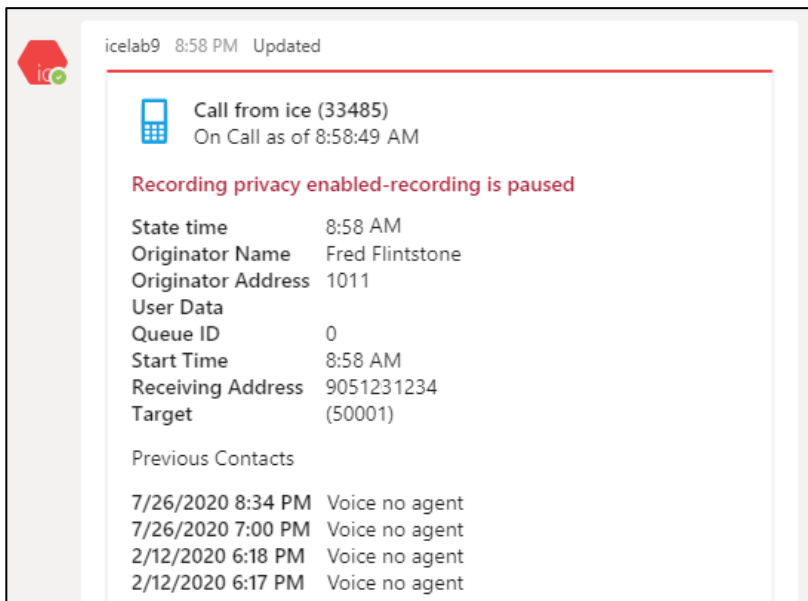 icelab9 8:58 PM Updated
ice
Call from ice (33485)
On Call as of 8:58:49 AM
Recording privacy enabled-recording is paused
State time 8:58 AM
Originator Name Fred Flintstone
Originator Address 1011
User Data
Queue ID 0
Start Time 8:58 AM
Receiving Address 9051231234
Target (50001)
Previous Contacts
7/26/2020 8:34 PM Voice no agent
7/26/2020 7:00 PM Voice no agent
2/12/2020 6:18 PM Voice no agent
2/12/2020 6:17 PM Voice no agent